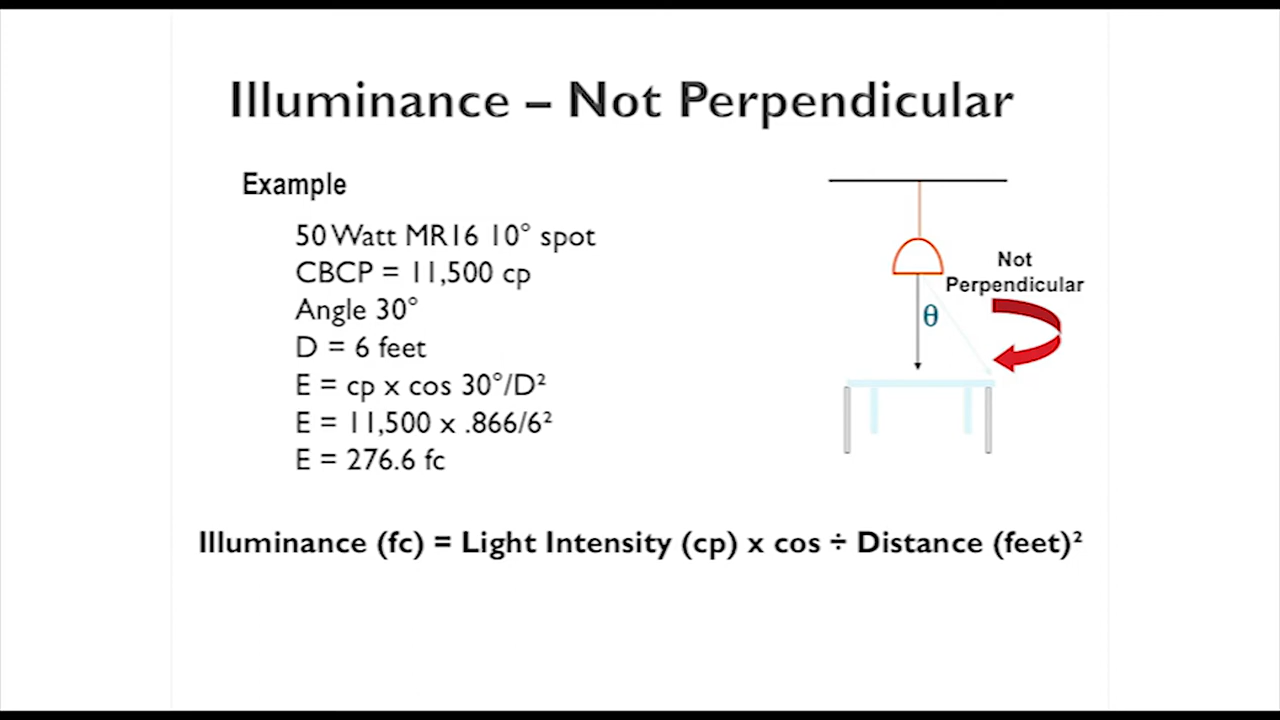 Illuminance – Not Perpendicular
Example
50 Watt MR16 10° spot
CBCP = 11,500 cp
Angle 30°
D = 6 feet
E = cp x cos 30°/D²
E = 11,500 x .866/6²
E = 276.6 fc
Not
Perpendicular
θ
Illuminance (fc) = Light Intensity (cp) x cos ÷ Distance (feet)²